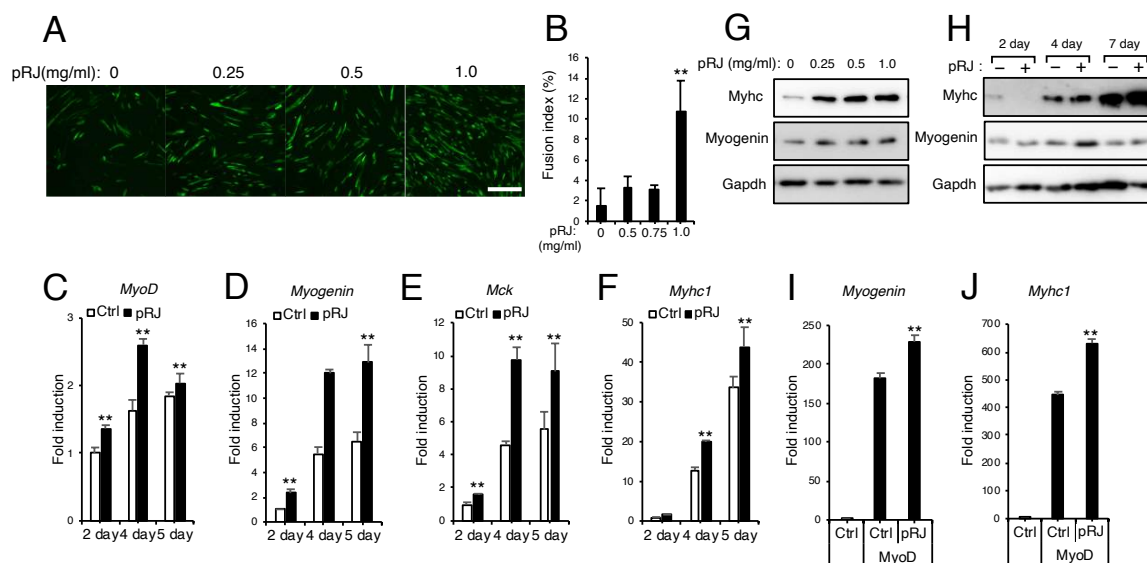 A
pRJ(mg/ml): 0 0.25 0.5 1.0
B
Fusion index (%)
16
14
12
10
8
6
4
2
0
**
pRJ: 0 0.5 0.75 1.0
(mg/ml)
G
pRJ (mg/ml)
0 0.25 0.5 1.0
Myhc
Myogenin
Gapdh
H
2 day 4 day 7 day
pRJ : − + − + − +
Myhc
Myogenin
Gapdh
C
MyoD
Ctrl pRJ
Fold induction
3
2
1
0
** ** **
2 day 4 day 5 day
D
Myogenin
Ctrl pRJ
Fold induction
16
14
12
10
8
6
4
2
0
** **
2 day 4 day 5 day
E
Mck
Ctrl pRJ
Fold induction
12
10
8
6
4
2
0
** ** **
2 day 4 day 5 day
F
Myhc1
Ctrl pRJ
Fold induction
50
40
30
20
10
0
** **
2 day 4 day 5 day
I
Myogenin
Fold induction
250
200
150
100
50
0
**
Ctrl Ctrl pRJ
MyoD
J
Myhc1
Fold induction
700
600
500
400
300
200
100
0
**
Ctrl Ctrl pRJ
MyoD